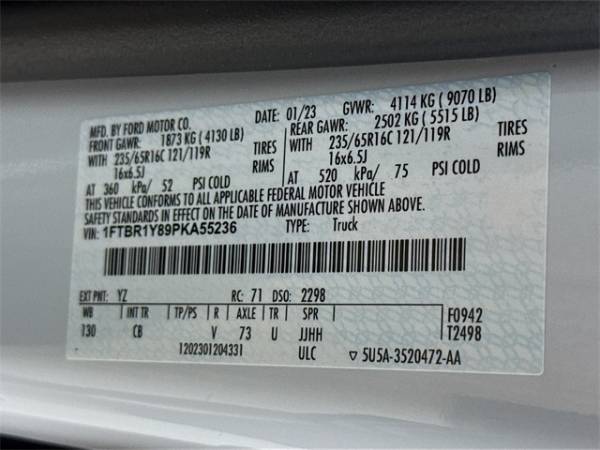 MFD. BY FORD MOTOR CO.
DATE: 01/23 GVWR: 4114 KG ( 9070 LB)
FRONT GAWR: 1873 KG ( 4130 LB)
REAR GAWR: 2502 KG ( 5515 LB)
WITH 235/65R16C 121/119R TIRES
WITH 235/65R16C 121/119R TIRES
16x6.5J RIMS
16x6.5J RIMS
AT 360 kPa/ 52 PSI COLD
AT 520 kPa/ 75 PSI COLD
THIS VEHICLE CONFORMS TO ALL APPLICABLE FEDERAL MOTOR VEHICLE
SAFETY STANDARDS IN EFFECT ON THE DATE OF MANUFACTURE SHOWN ABOVE.
VIN: 1FTBR1Y89PKA55236 TYPE: Truck
EXT PNT: YZ RC: 71 DSO: 2298
WB INT TR TP/PS R AXLE TR SPR F0942
130 CB V 73 U JJHH T2498
1202301204331 ULC ▽ 5U5A-3520472-AA